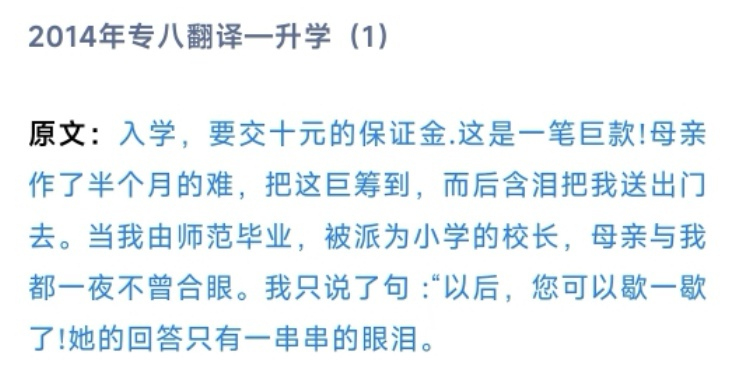 2014年专八翻译—升学（1）
原文：入学，要交十元的保证金.这是一笔巨款!母亲
作了半个月的难，把这巨筹到，而后含泪把我送出门
去。当我由师范毕业，被派为小学的校长，母亲与我
都一夜不曾合眼。我只说了句 :“以后，您可以歇一歇
了!她的回答只有一串串的眼泪。